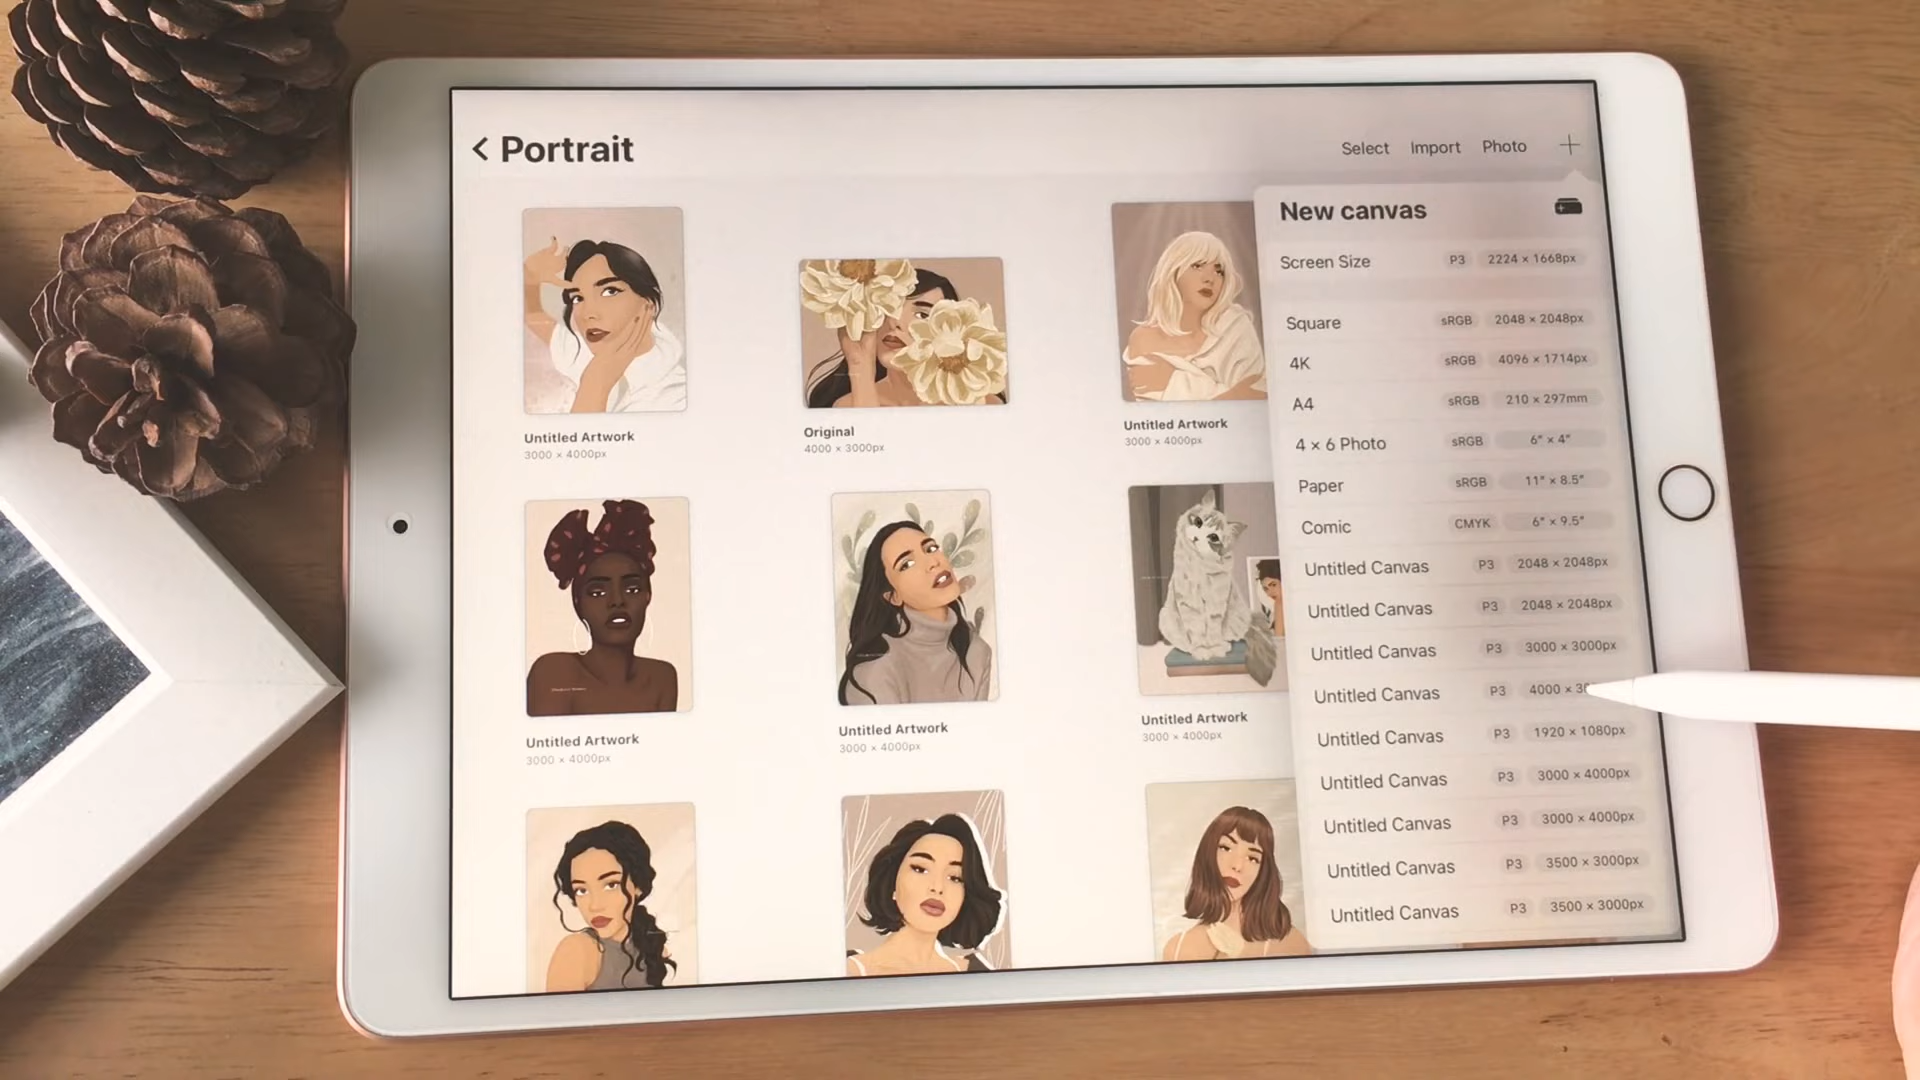 Portrait
Select Import Photo
New canvas
Screen Size P3 2224 × 1668px
Square sRGB 2048 × 2048px
4K sRGB 4096 × 1714px
A4 sRGB 210 × 297mm
4 × 6 Photo sRGB 6" × 4"
Paper sRGB 11" × 8.5"
Comic CMYK 6" × 9.5"
Untitled Canvas P3 2048 × 2048px
Untitled Canvas P3 2048 × 2048px
Untitled Canvas P3 3000 × 3000px
Untitled Canvas P3 4000 ×
Untitled Canvas P3 1920 × 1080px
Untitled Canvas P3 3000 × 4000px
Untitled Canvas P3 3000 × 4000px
Untitled Canvas P3 3500 × 3000px
Untitled Canvas P3 3500 × 3000px
Untitled Artwork
3000 × 4000px
Original
4000 × 3000px
Untitled Artwork
3000 × 4000px
Untitled Artwork
3000 × 4000px
Untitled Artwork
3000 × 4000px
Untitled Artwork
3000 × 4000px